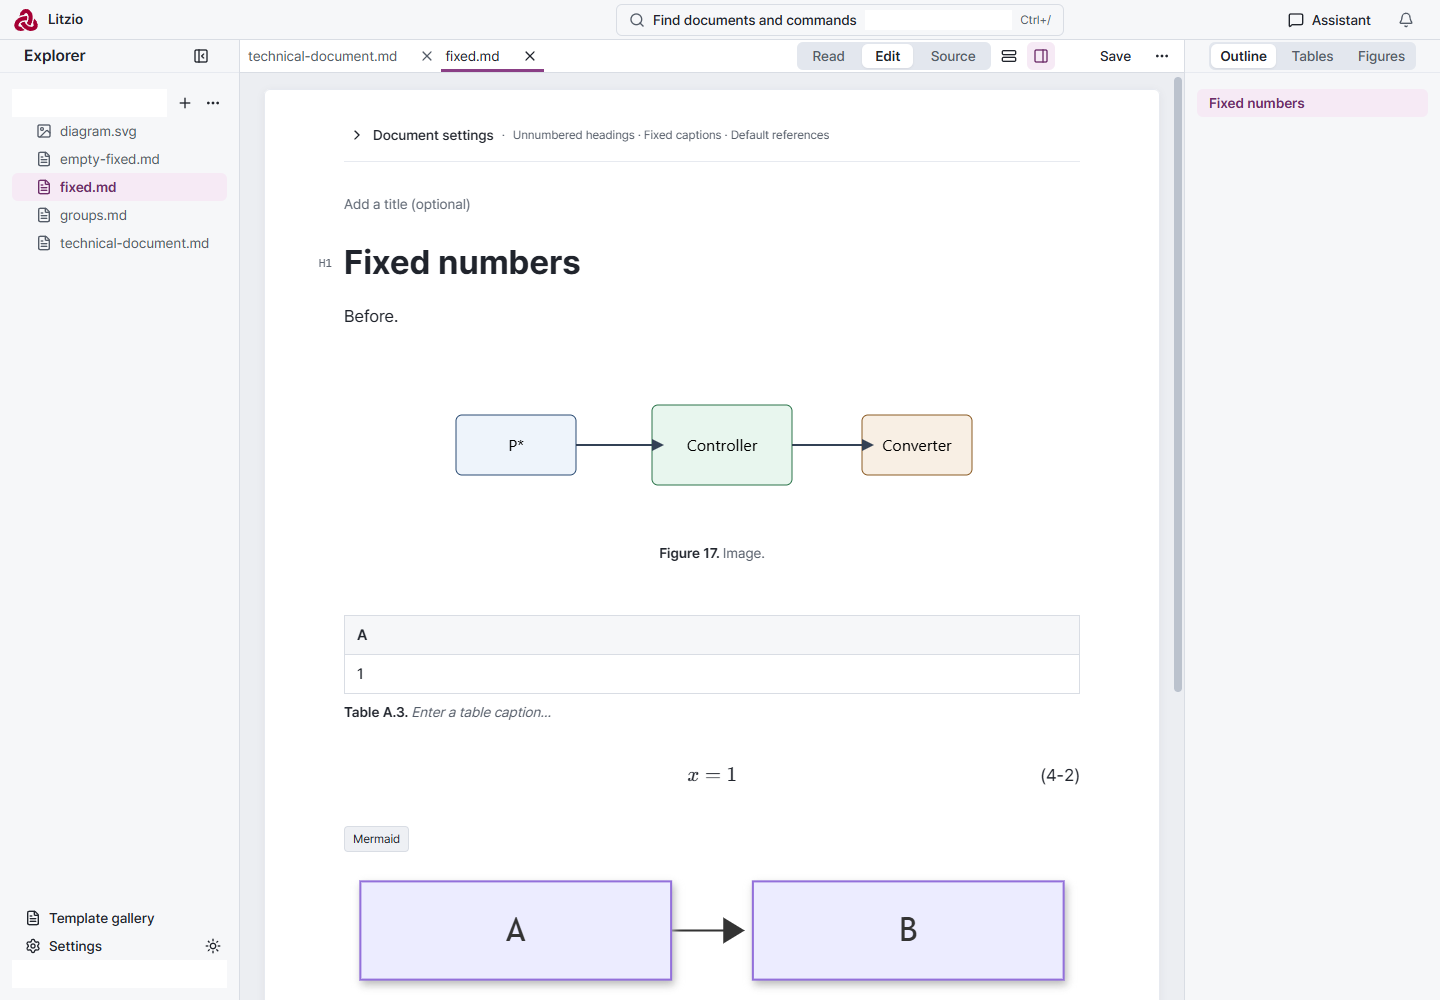 Litzio
Find documents and commands Ctrl+/
Assistant
Explorer
technical-document.md
fixed.md
Read Edit Source
Save
Outline Tables Figures
diagram.svg
empty-fixed.md
fixed.md
groups.md
technical-document.md
Template gallery
Settings
Document settings · Unnumbered headings · Fixed captions · Default references
Add a title (optional)
H1 Fixed numbers
Before.
P* Controller Converter
Figure 17. Image.
A
1
Table A.3. Enter a table caption...
x = 1 (4-2)
Mermaid
A B
Fixed numbers